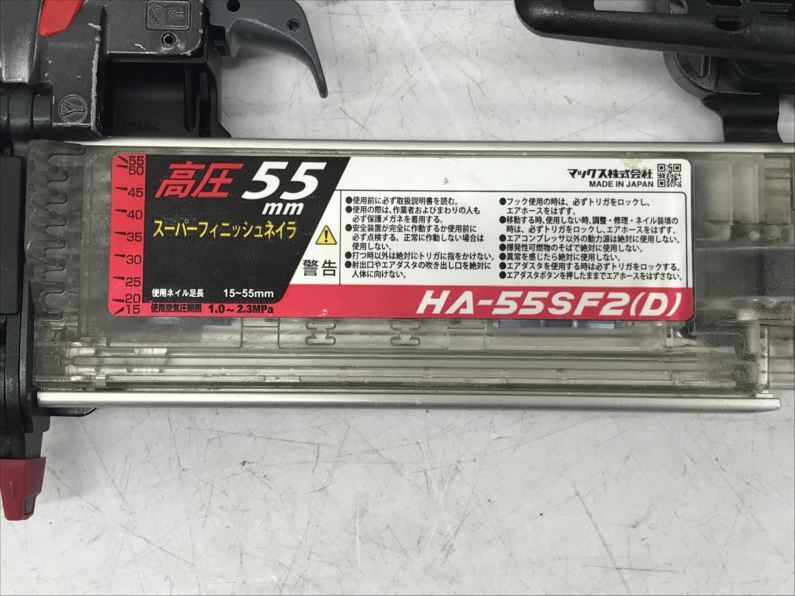 高圧 55
mm
スーパーフィニッシュネイラ
使用ネイル足長 15~55mm
使用空気圧範囲 1.0~2.3MPa
55
50
45
40
35
30
25
20
15
警告
●使用前に必ず取扱説明書を読む。
●使用の際は、作業者およびまわりの人も
必ず保護メガネを着用する。
●安全装置が完全に作動するか使用前に
必ず点検する。正常に作動しない場合は
使用しない。
●打つ時以外は絶対にトリガに指をかけない。
●射出口やエアダスタの吹き出し口を絶対に
人体に向けない。
マックス株式会社
MADE IN JAPAN
●フック使用の時は、必ずトリガをロックし、
エアホースをはずす。
●移動する時、使用しない時、調整・修理・ネイル装填の
時は、必ずトリガをロックし、エアホースをはずす。
●エアコンプレッサ以外の動力源は絶対に使用しない。
●揮発性可燃物のそばで絶対に使用しない。
●異常を感じたら絶対に使用しない。
●エアダスタを使用する時は必ずトリガをロックする。
●エアダスタボタンを押したままでエアホースをはずさない。
HA-55SF2(D)